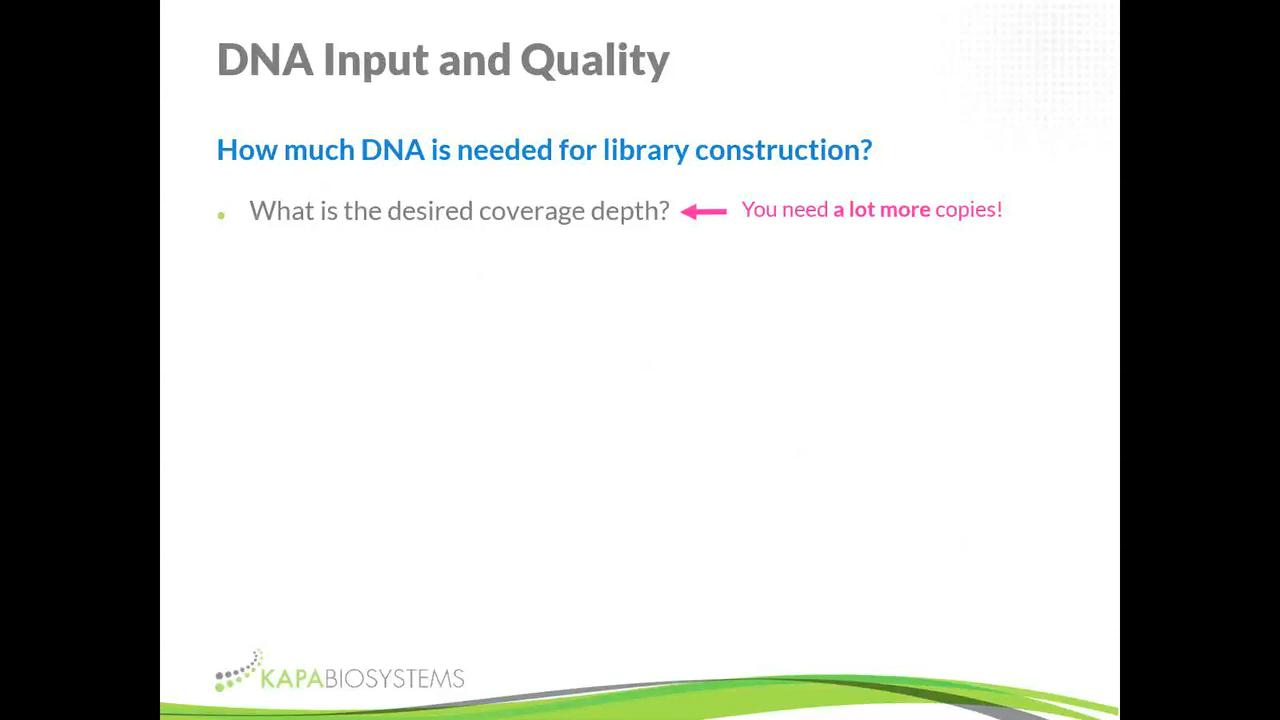 DNA Input and Quality
How much DNA is needed for library construction?
• What is the desired coverage depth? You need a lot more copies!
KAPABIOSYSTEMS